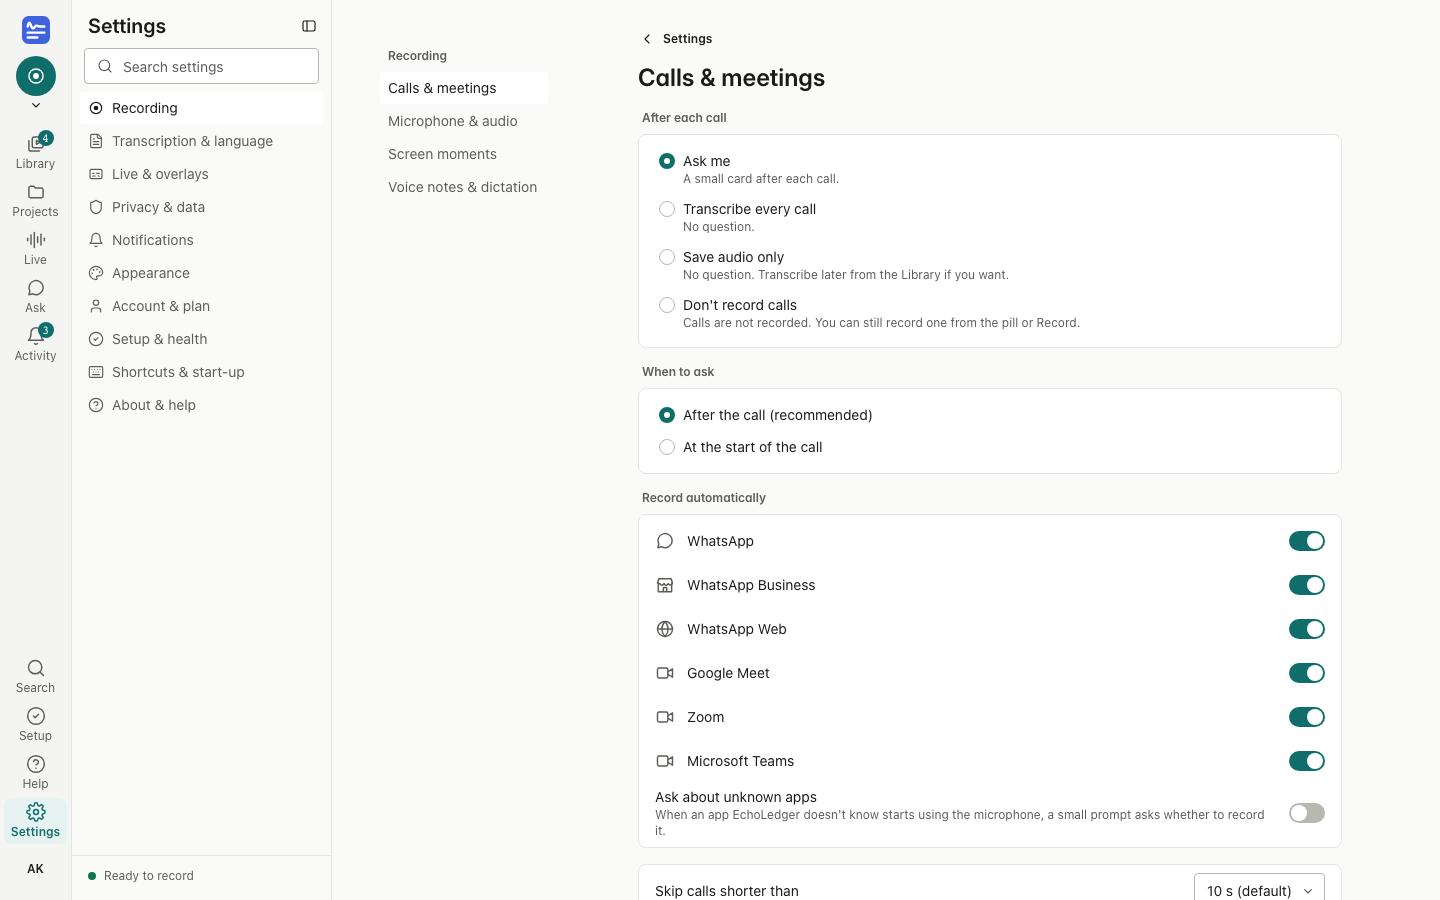 Settings
Search settings
Recording
Transcription & language
Live & overlays
Privacy & data
Notifications
Appearance
Account & plan
Setup & health
Shortcuts & start-up
About & help
Ready to record
4
Library
Projects
Live
Ask
3
Activity
Search
Setup
Help
Settings
AK
Recording
Calls & meetings
Microphone & audio
Screen moments
Voice notes & dictation
Settings
Calls & meetings
After each call
Ask me
A small card after each call.
Transcribe every call
No question.
Save audio only
No question. Transcribe later from the Library if you want.
Don't record calls
Calls are not recorded. You can still record one from the pill or Record.
When to ask
After the call (recommended)
At the start of the call
Record automatically
WhatsApp
WhatsApp Business
WhatsApp Web
Google Meet
Zoom
Microsoft Teams
Ask about unknown apps
When an app EchoLedger doesn't know starts using the microphone, a small prompt asks whether to record
it.
Skip calls shorter than
10 s (default)